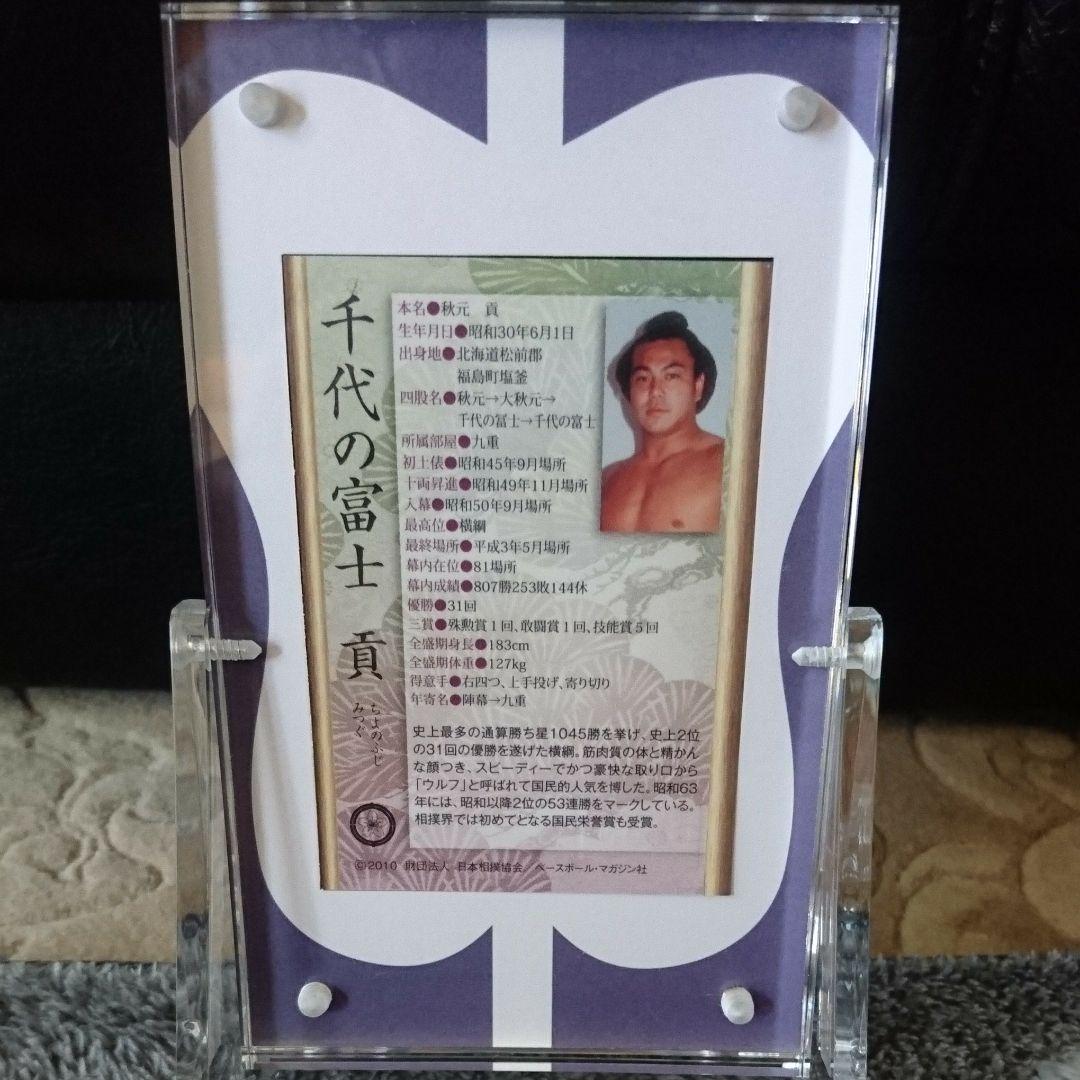 千代の富士 貢
ちよのふじ
みつぐ
本名●秋元 貢
生年月日●昭和30年6月1日
出身地●北海道松前郡
福島町塩釜
四股名●秋元→大秋元→
千代の冨士→千代の富士
所属部屋●九重
初土俵●昭和45年9月場所
十両昇進●昭和49年11月場所
入幕●昭和50年9月場所
最高位●横綱
最終場所●平成3年5月場所
幕内在位●81場所
幕内成績●807勝253敗144休
優勝●31回
三賞●殊勲賞1回、敢闘賞1回、技能賞5回
全盛期身長●183cm
全盛期体重●127kg
得意手●右四つ、上手投げ、寄り切り
年寄名●陣幕→九重
史上最多の通算勝ち星1045勝を挙げ、史上2位
の31回の優勝を遂げた横綱。筋肉質の体と精かん
な顔つき、スピーディーでかつ豪快な取り口から
「ウルフ」と呼ばれて国民的人気を博した。昭和63
年には、昭和以降2位の53連勝をマークしている。
相撲界では初めてとなる国民栄誉賞も受賞。
©2010 財団法人 日本相撲協会/ベースボール・マガジン社